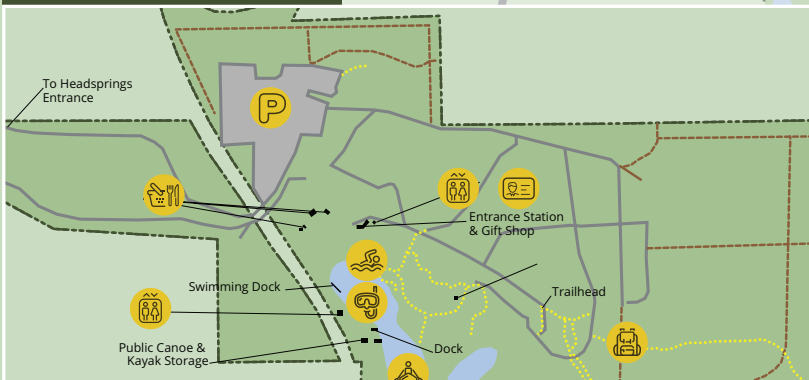 To Headsprings
Entrance
P
Entrance Station
& Gift Shop
Swimming Dock
Trailhead
Public Canoe &
Kayak Storage
Dock